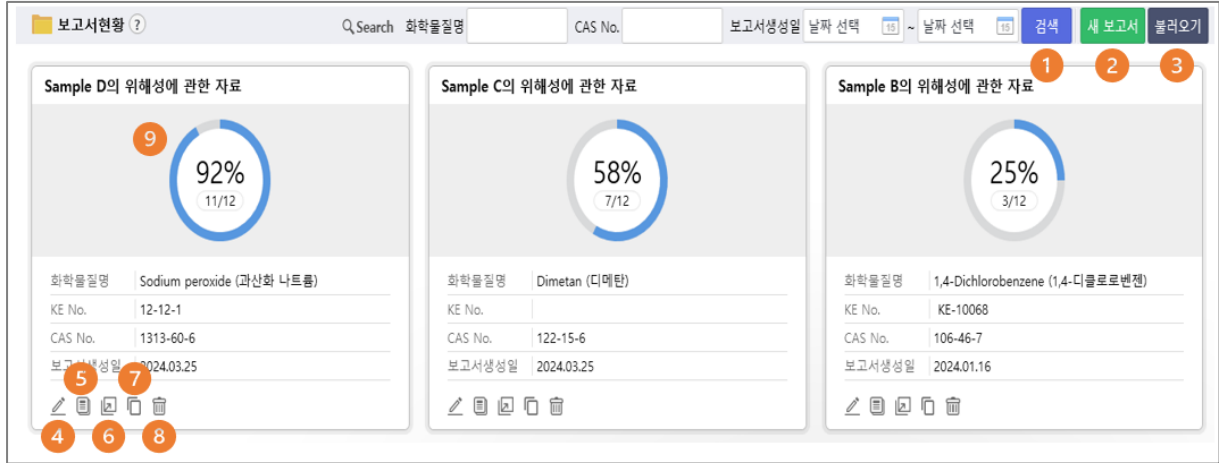 보고서현황 ? Search 화학물질명 CAS No. 보고서생성일 날짜 선택 15 ~ 날짜 선택 15 검색 새 보고서 불러오기
1 2 3
Sample D의 위해성에 관한 자료
9
92%
11/12
화학물질명 Sodium peroxide (과산화 나트륨)
KE No. 12-12-1
CAS No. 1313-60-6
보고서생성일 2024.03.25
5 7
4 6 8
Sample C의 위해성에 관한 자료
58%
7/12
화학물질명 Dimetan (디메탄)
KE No.
CAS No. 122-15-6
보고서생성일 2024.03.25
Sample B의 위해성에 관한 자료
25%
3/12
화학물질명 1,4-Dichlorobenzene (1,4-디클로로벤젠)
KE No. KE-10068
CAS No. 106-46-7
보고서생성일 2024.01.16